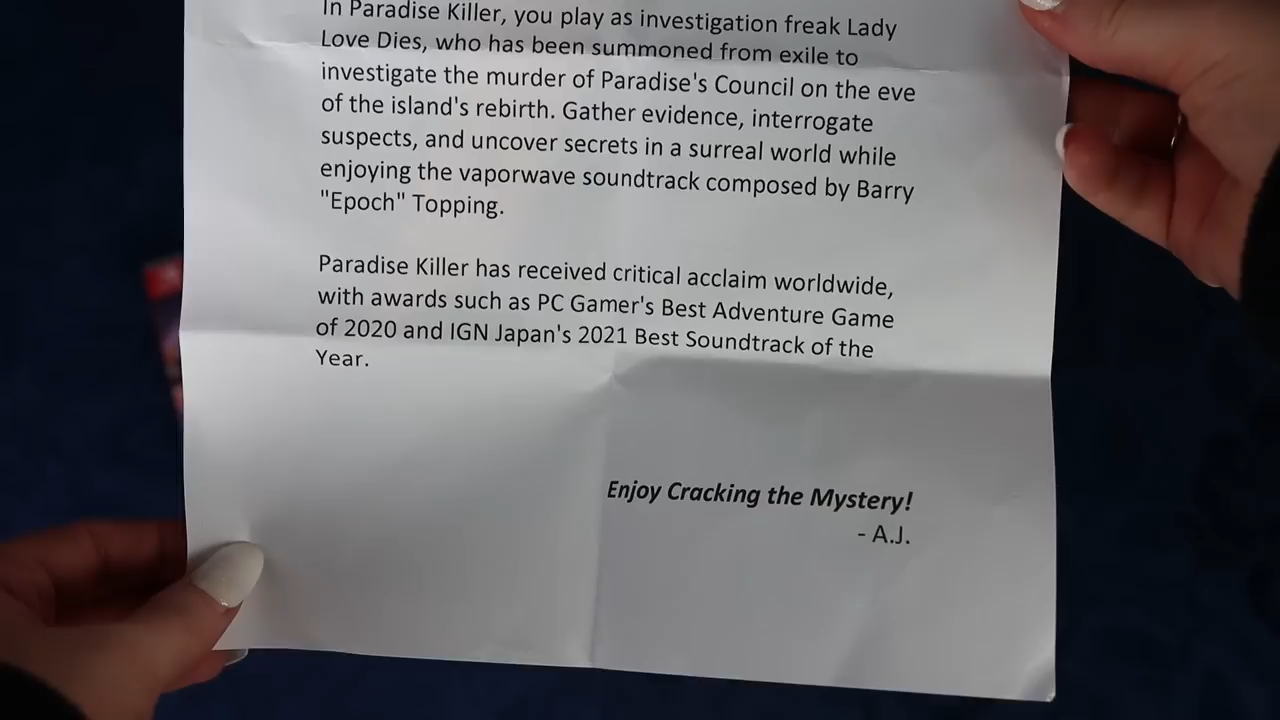 In Paradise Killer, you play as investigation freak Lady
Love Dies, who has been summoned from exile to
investigate the murder of Paradise's Council on the eve
of the island's rebirth. Gather evidence, interrogate
suspects, and uncover secrets in a surreal world while
enjoying the vaporwave soundtrack composed by Barry
"Epoch" Topping.
Paradise Killer has received critical acclaim worldwide,
with awards such as PC Gamer's Best Adventure Game
of 2020 and IGN Japan's 2021 Best Soundtrack of the
Year.
Enjoy Cracking the Mystery!
- A.J.